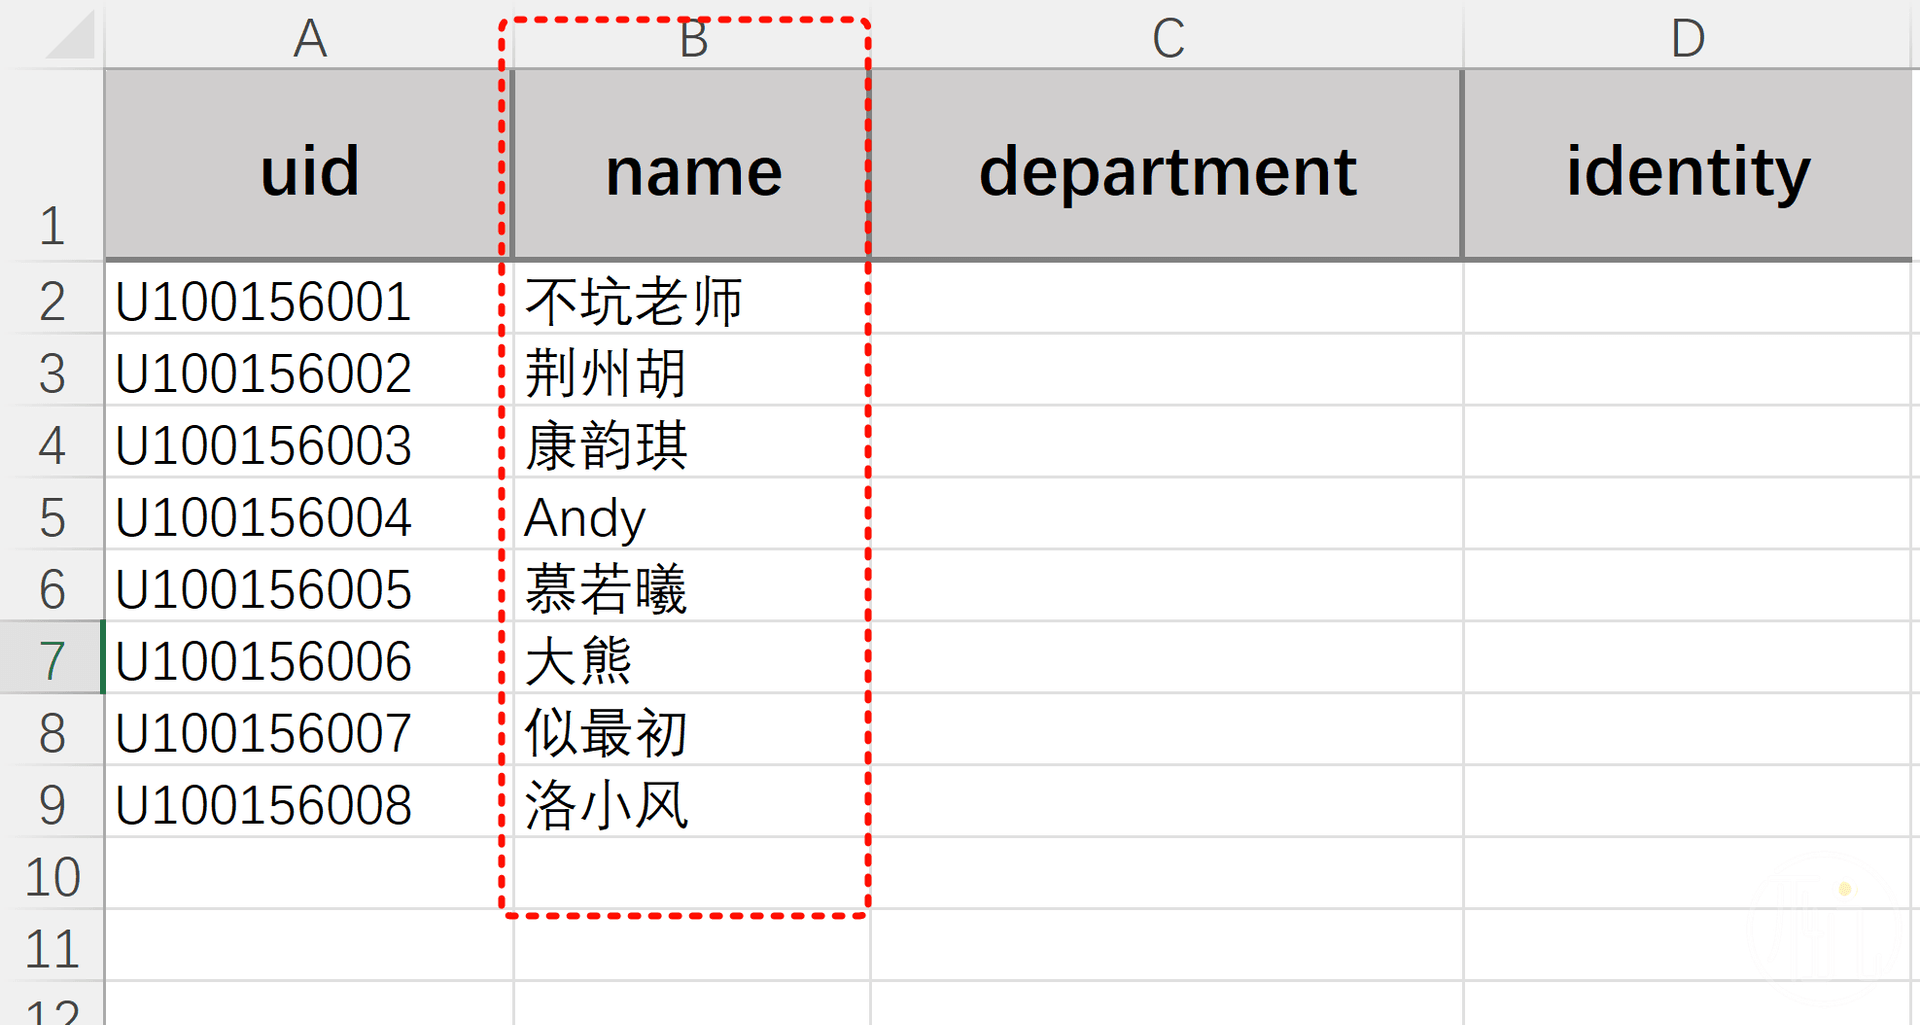 A B C D
1 uid name department identity
2 U100156001 不坑老师
3 U100156002 荆州胡
4 U100156003 康韵琪
5 U100156004 Andy
6 U100156005 慕若曦
7 U100156006 大熊
8 U100156007 似最初
9 U100156008 洛小风
10
11
12